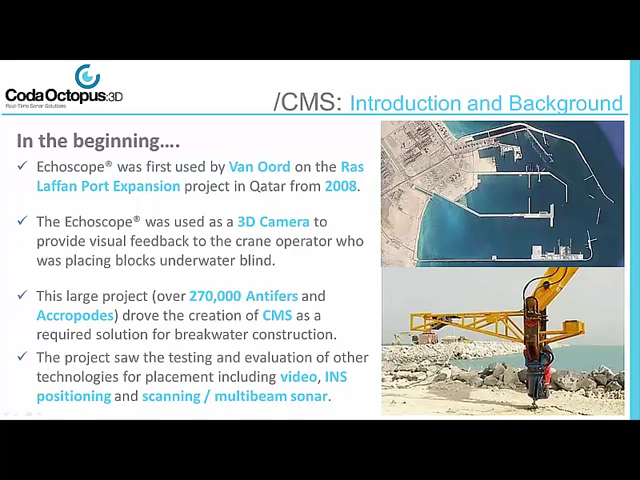 CodaOctopus:3D
Real-Time Sonar Solutions
/CMS: Introduction and Background
In the beginning....
✓ Echoscope® was first used by Van Oord on the Ras
Laffan Port Expansion project in Qatar from 2008.
✓ The Echoscope® was used as a 3D Camera to
provide visual feedback to the crane operator who
was placing blocks underwater blind.
✓ This large project (over 270,000 Antifers and
Accropodes) drove the creation of CMS as a
required solution for breakwater construction.
✓ The project saw the testing and evaluation of other
technologies for placement including video, INS
positioning and scanning / multibeam sonar.